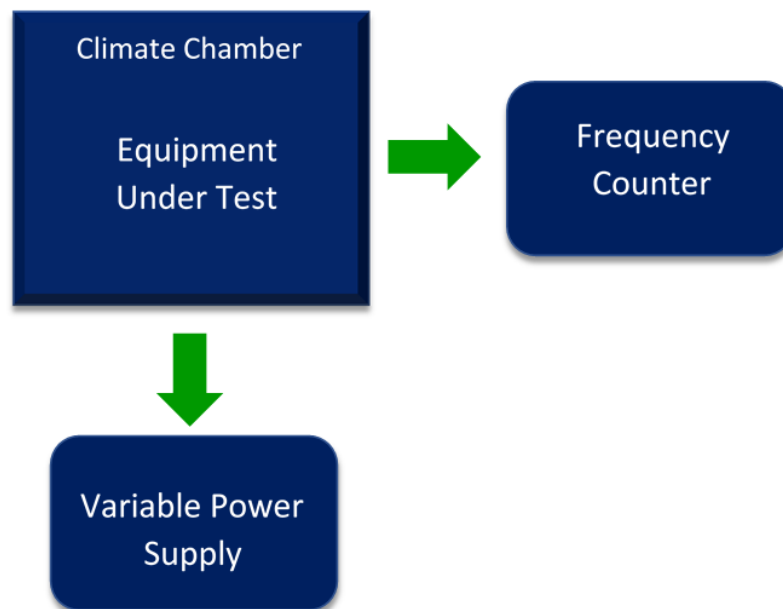 Climate Chamber
Equipment
Under Test
Frequency
Counter
Variable Power
Supply